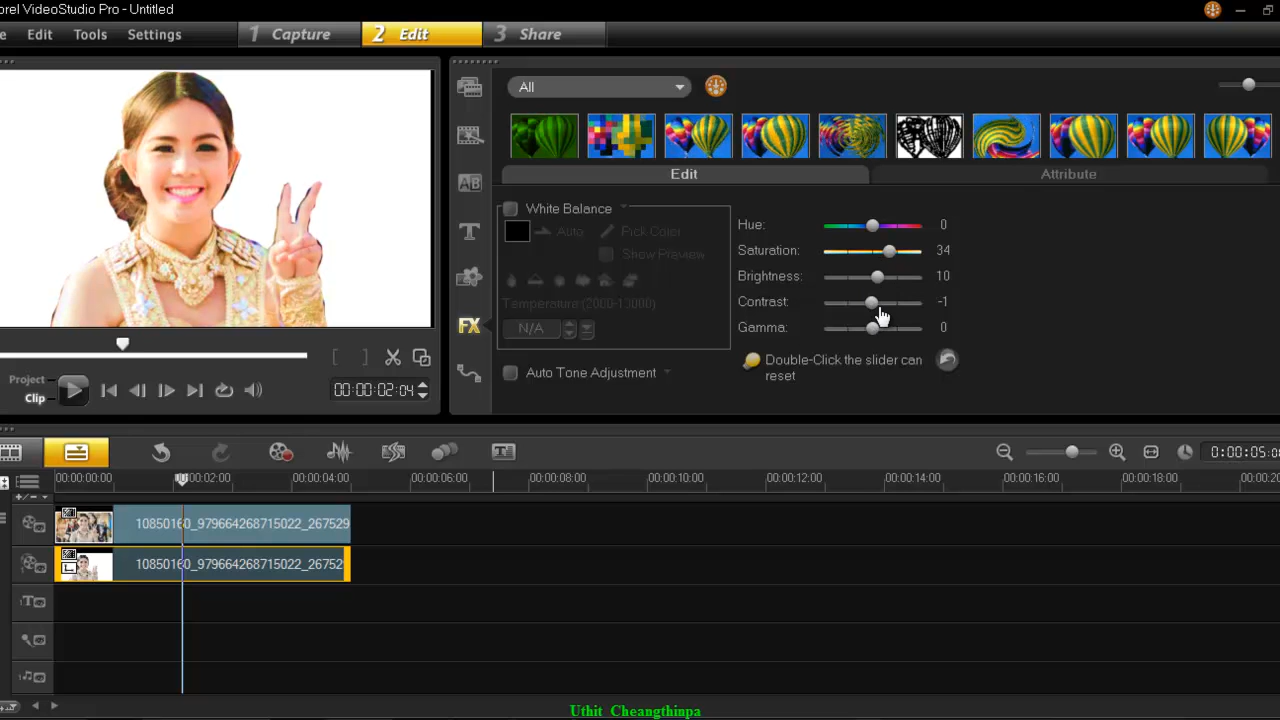 orel VideoStudio Pro - Untitled
e Edit Tools Settings
1 Capture 2 Edit 3 Share
All
AB
Edit Attribute
White Balance
Auto Pick Color
Show Preview
Temperature (2000-13000)
N/A
Auto Tone Adjustment
Hue: 0
Saturation: 34
Brightness: 10
Contrast: -1
Gamma: 0
Double-Click the slider can
reset
T
FX
Project
Clip
[ ]
00:00:02:04
0:00:05:0
00:00:00:00 0:02:00 00:00:04:00 00:00:06:00 00:00:08:00 00:00:10:00 00:00:12:00 00:00:14:00 00:00:16:00 00:00:18:00 00:00:20
10850160_979664268715022_267529
10850160_979664268715022_26752
1T
1
Uthit Cheangthinpa